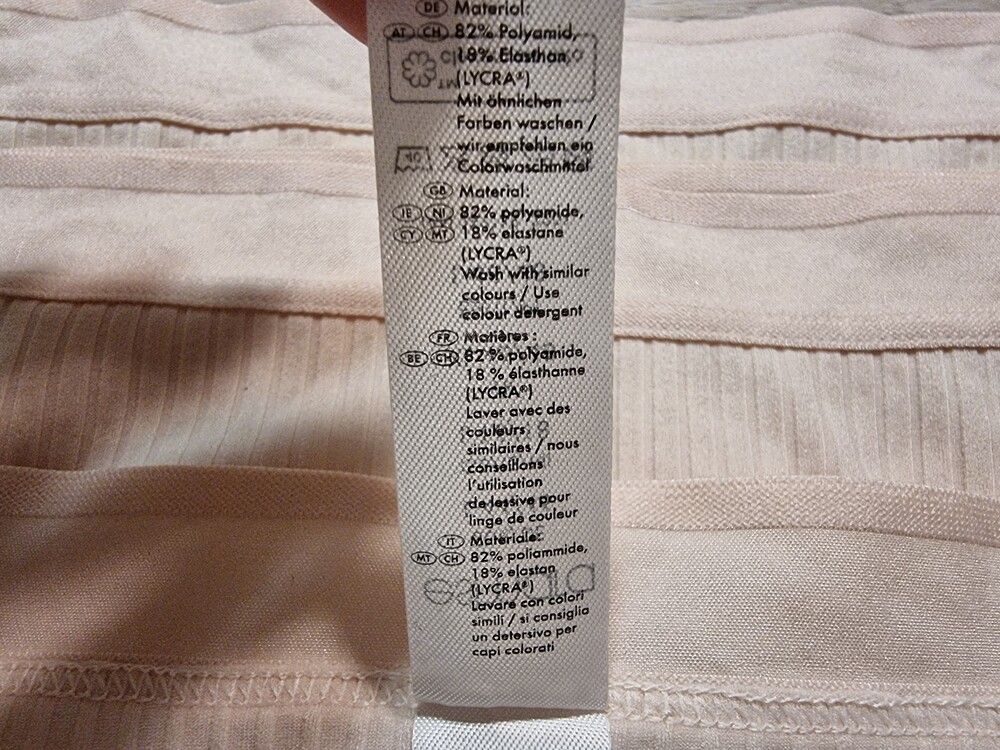 DE Material:
AT CH 82% Polyamid,
18% Elasthan
(LYCRA®)
Mit ähnlichen
Farben waschen /
wir empfehlen ein
Colorwaschmittel
GB Material:
IE NI 82% polyamide,
CY MT 18% elastane
(LYCRA®)
Wash with similar
colours / Use
colour detergent
FR Matières :
BE CH 82 % polyamide,
18 % élasthanne
(LYCRA®)
Laver avec des
couleurs
similaires / nous
conseillons
l'utilisation
de lessive pour
linge de couleur
IT Materiale:
MT CH 82% poliammide,
18% elastan
(LYCRA®)
Lavare con colori
simili / si consiglia
un detersivo per
capi colorati